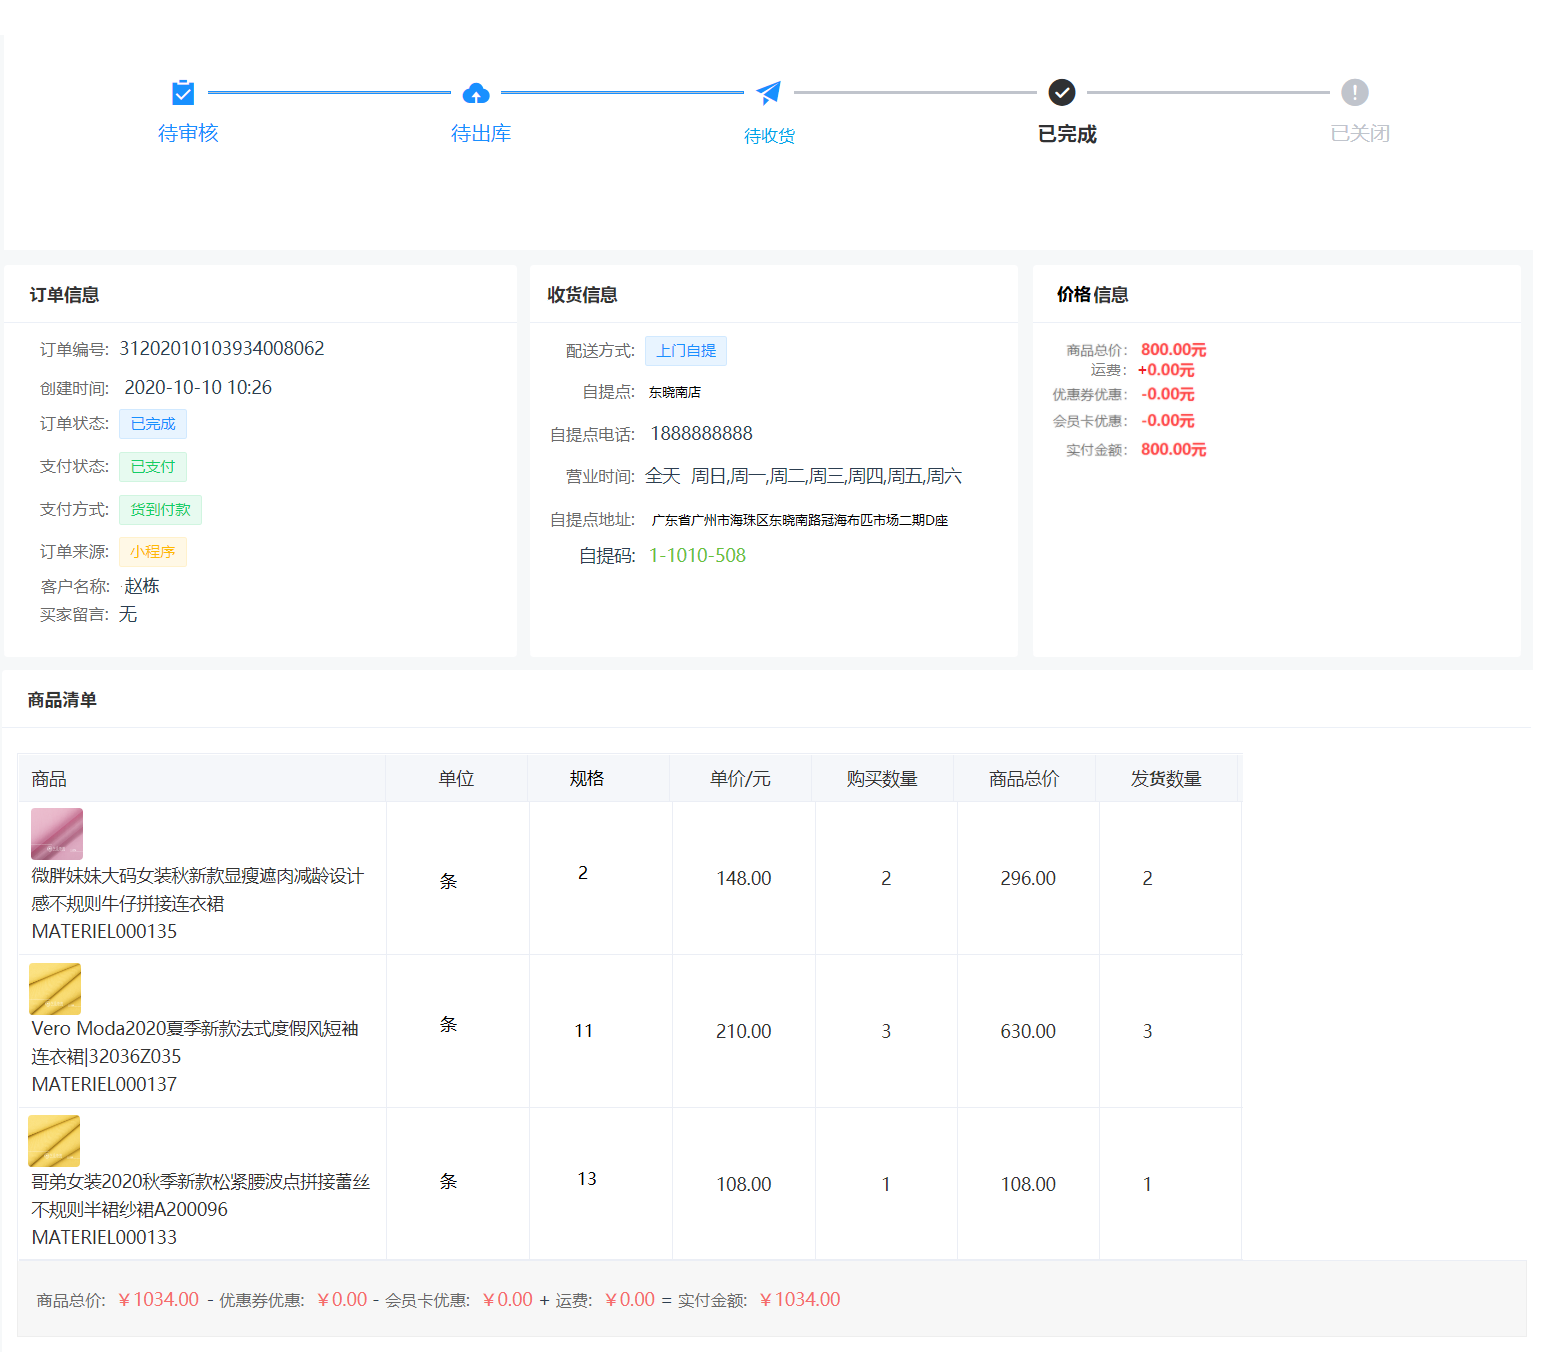 待审核 待出库 待收货 已完成 已关闭
订单信息
订单编号: 31202010103934008062
创建时间: 2020-10-10 10:26
订单状态: 已完成
支付状态: 已支付
支付方式: 货到付款
订单来源: 小程序
客户名称: 赵栋
买家留言: 无
收货信息
配送方式: 上门自提
自提点: 东晓南店
自提点电话: 1888888888
营业时间: 全天 周日,周一,周二,周三,周四,周五,周六
自提点地址: 广东省广州市海珠区东晓南路冠海布匹市场二期D座
自提码: 1-1010-508
价格信息
商品总价: 800.00元
运费: +0.00元
优惠券优惠: -0.00元
会员卡优惠: -0.00元
实付金额: 800.00元
商品清单
商品 单位 规格 单价/元 购买数量 商品总价 发货数量
微胖妹妹大码女装秋新款显瘦遮肉减龄设计
感不规则牛仔拼接连衣裙
MATERIEL000135
条 2 148.00 2 296.00 2
Vero Moda2020夏季新款法式度假风短袖
连衣裙|32036Z035
MATERIEL000137
条 11 210.00 3 630.00 3
哥弟女装2020秋季新款松紧腰波点拼接蕾丝
不规则半裙纱裙A200096
MATERIEL000133
条 13 108.00 1 108.00 1
商品总价: ￥1034.00 - 优惠券优惠: ￥0.00 - 会员卡优惠: ￥0.00 + 运费: ￥0.00 = 实付金额: ￥1034.00